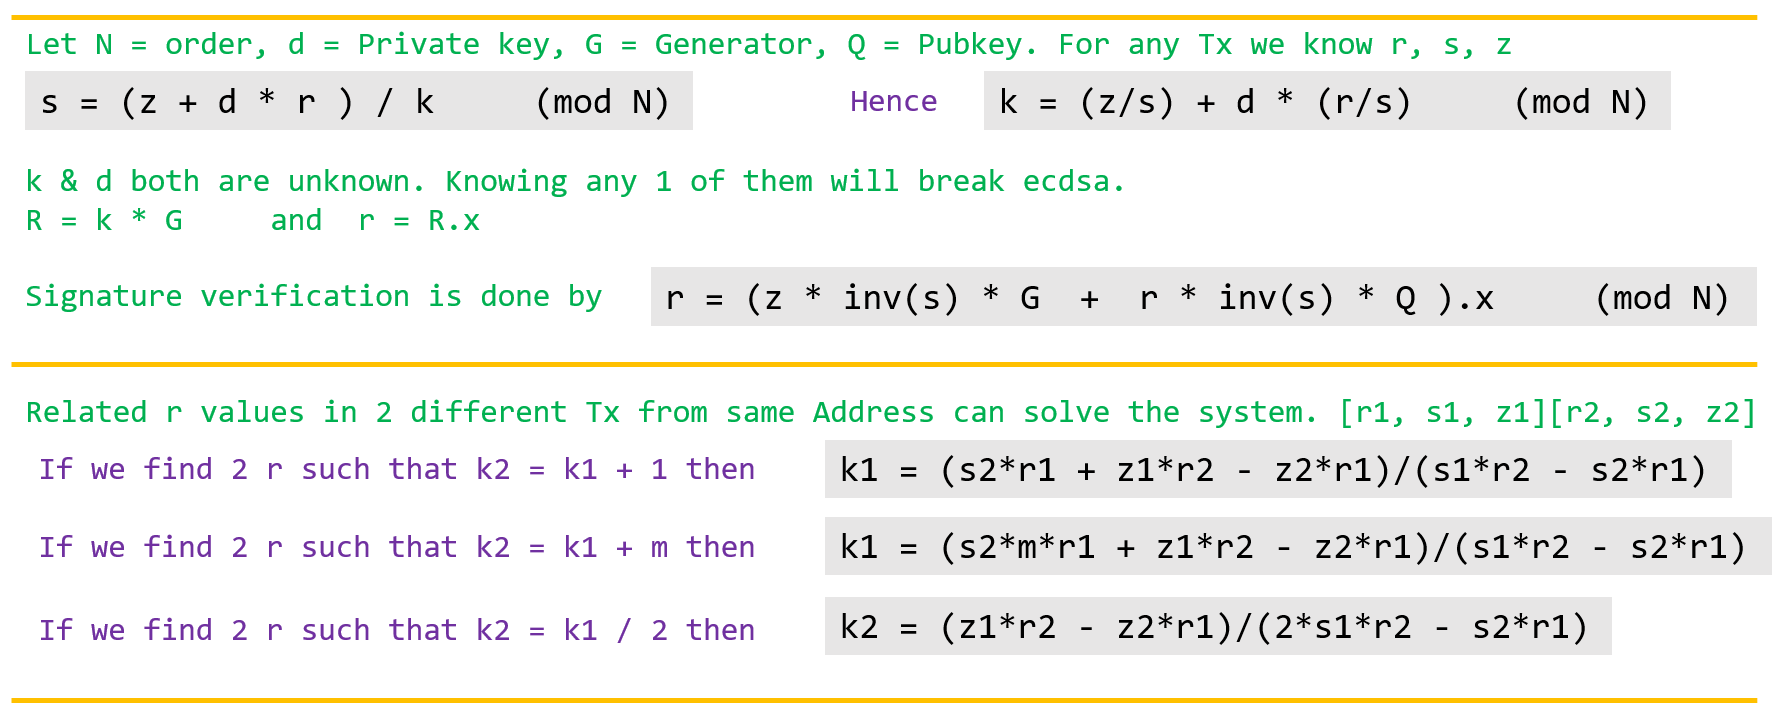 Let N = order, d = Private key, G = Generator, Q = Pubkey. For any Tx we know r, s, z
s = (z + d * r ) / k (mod N) Hence k = (z/s) + d * (r/s) (mod N)
k & d both are unknown. Knowing any 1 of them will break ecdsa.
R = k * G and r = R.x
Signature verification is done by r = (z * inv(s) * G + r * inv(s) * Q ).x (mod N)
Related r values in 2 different Tx from same Address can solve the system. [r1, s1, z1][r2, s2, z2]
If we find 2 r such that k2 = k1 + 1 then k1 = (s2*r1 + z1*r2 - z2*r1)/(s1*r2 - s2*r1)
If we find 2 r such that k2 = k1 + m then k1 = (s2*m*r1 + z1*r2 - z2*r1)/(s1*r2 - s2*r1)
If we find 2 r such that k2 = k1 / 2 then k2 = (z1*r2 - z2*r1)/(2*s1*r2 - s2*r1)